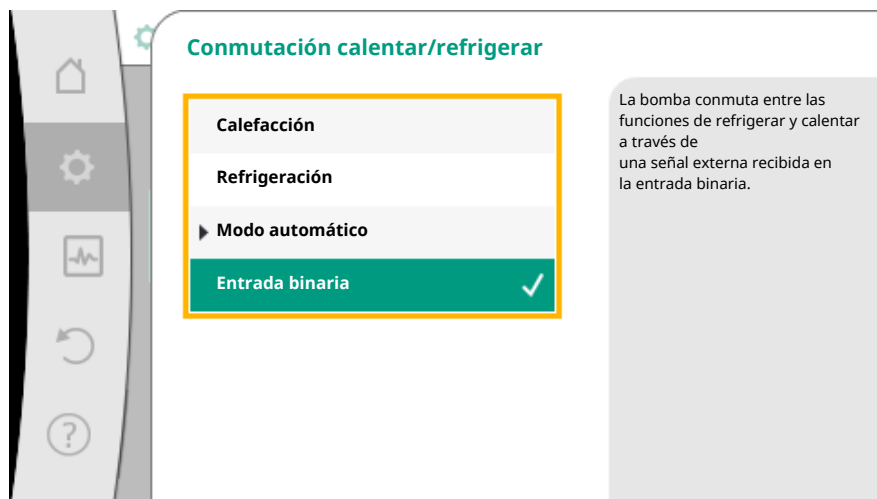 Conmutación calentar/refrigerar
Calefacción
Refrigeración
Modo automático
Entrada binaria
La bomba conmuta entre las
funciones de refrigerar y calentar
a través de
una señal externa recibida en
la entrada binaria.
?